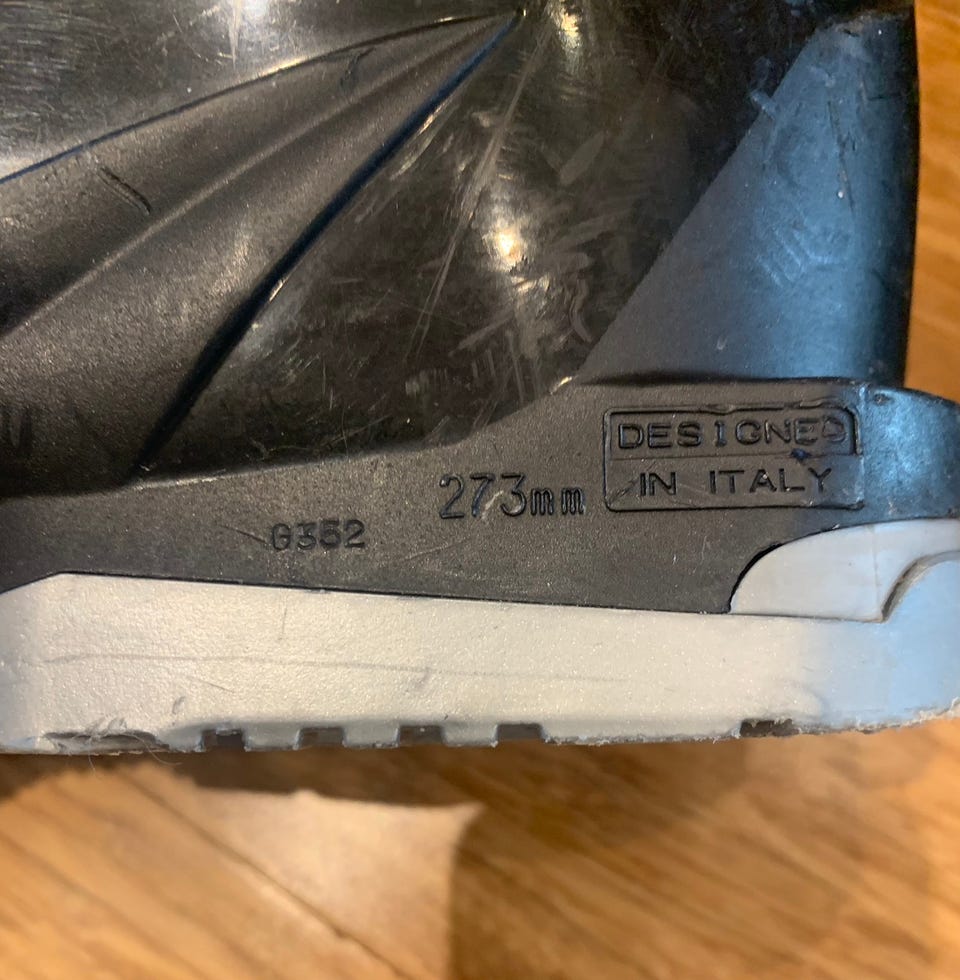 DESIGNED
IN ITALY
273mm
G352